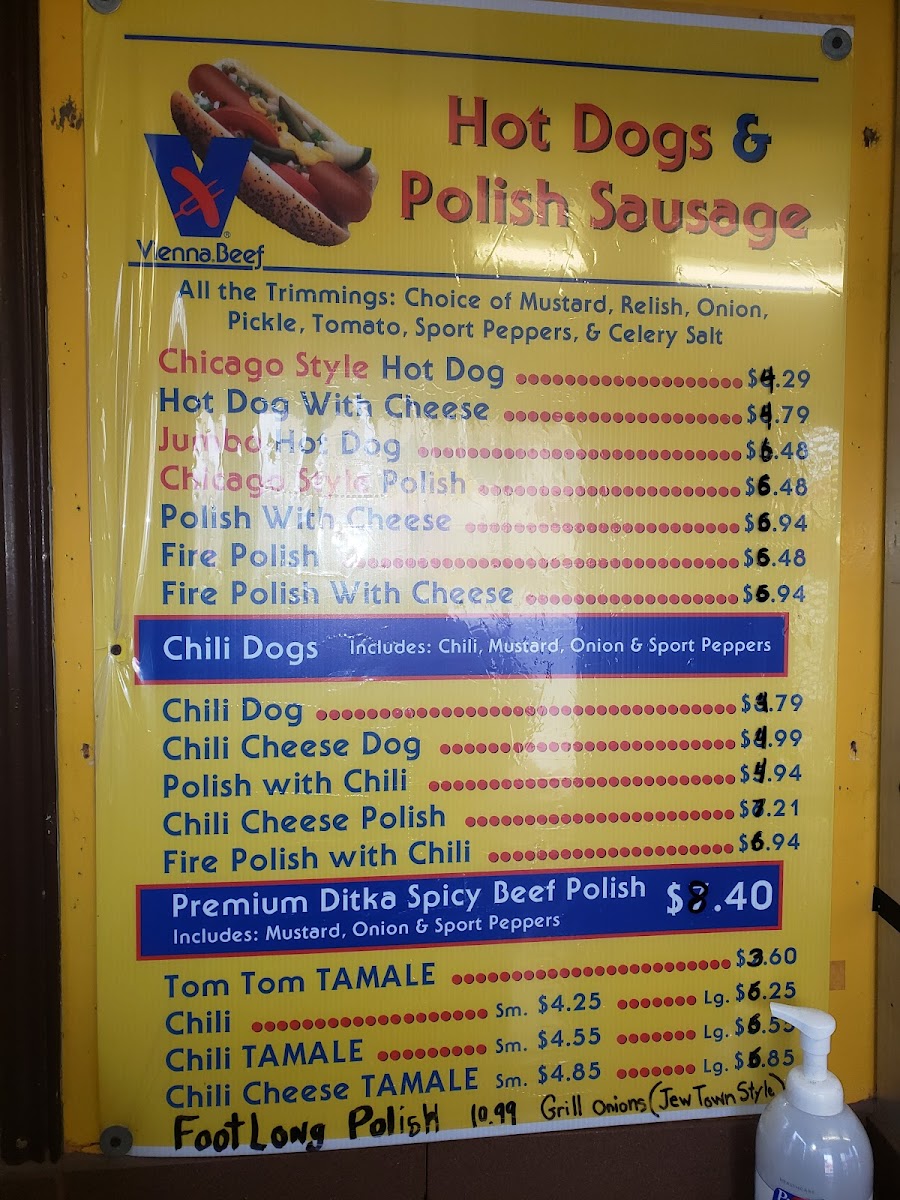 Hot Dogs &
Polish Sausage
Vienna® Beef
All the Trimmings: Choice of Mustard, Relish, Onion,
Pickle, Tomato, Sport Peppers, & Celery Salt
Chicago Style Hot Dog $4.29
Hot Dog With Cheese $4.79
Jumbo Hot Dog $6.48
Chicago Style Polish $6.48
Polish With Cheese $6.94
Fire Polish $6.48
Fire Polish With Cheese $6.94
Chili Dogs Includes: Chili, Mustard, Onion & Sport Peppers
Chili Dog $4.79
Chili Cheese Dog $4.99
Polish with Chili .94
Chili Cheese Polish $7.21
Fire Polish with Chili $6.94
Premium Ditka Spicy Beef Polish $8.40
Includes: Mustard, Onion & Sport Peppers
Tom Tom TAMALE $3.60
Chili Sm. $4.25 Lg. $6.25
Chili TAMALE Sm. $4.55 Lg. $6.55
Chili Cheese TAMALE Sm. $4.85 Lg. $6.85
Foot Long Polish 10.99 Grill onions (Jew Town Style)